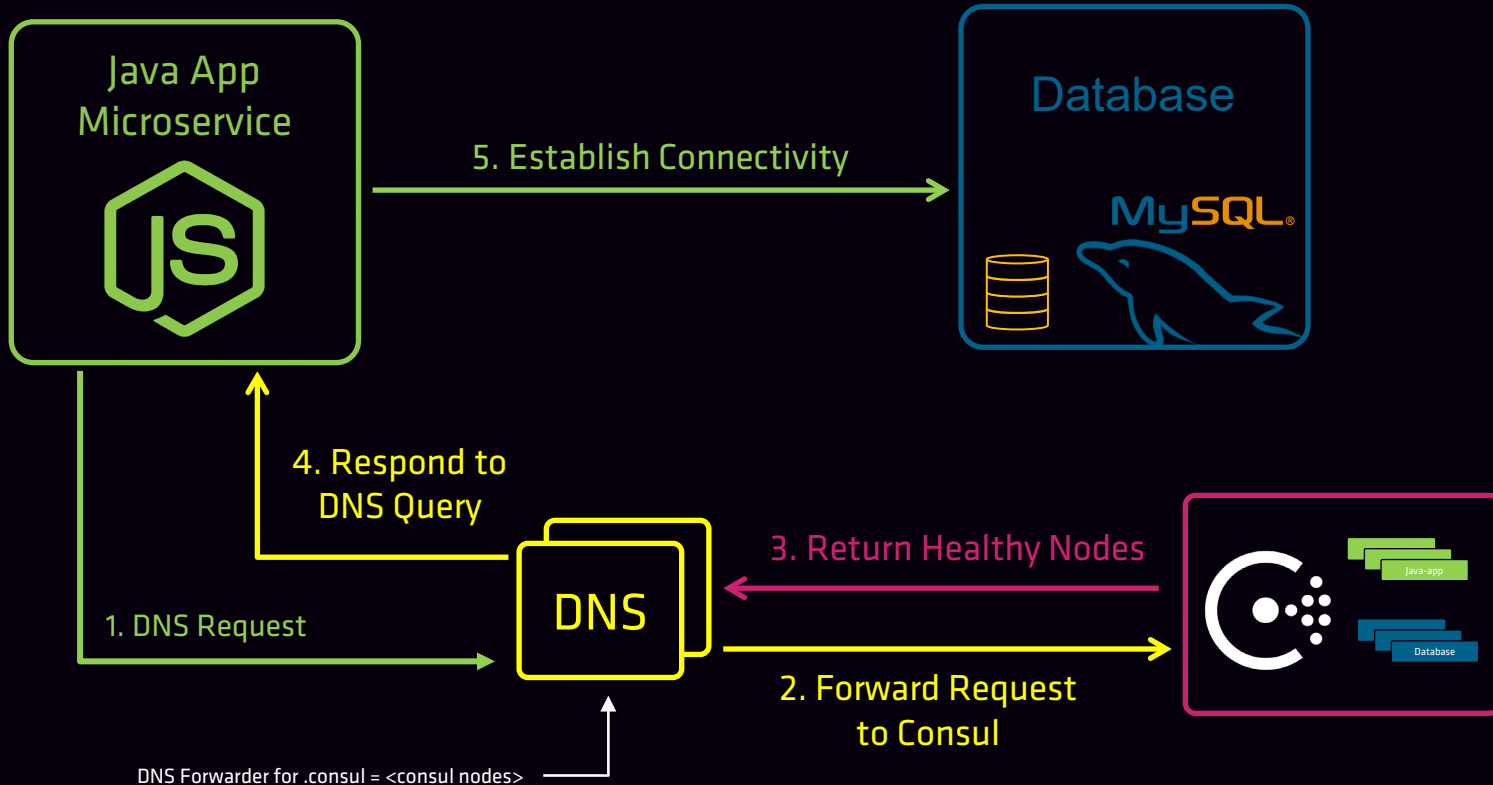 Java App
Microservice
JS
5. Establish Connectivity
Database
MySQL®
4. Respond to
DNS Query
3. Return Healthy Nodes
Java-app
DNS
1. DNS Request
Database
2. Forward Request
to Consul
DNS Forwarder for .consul = <consul nodes>